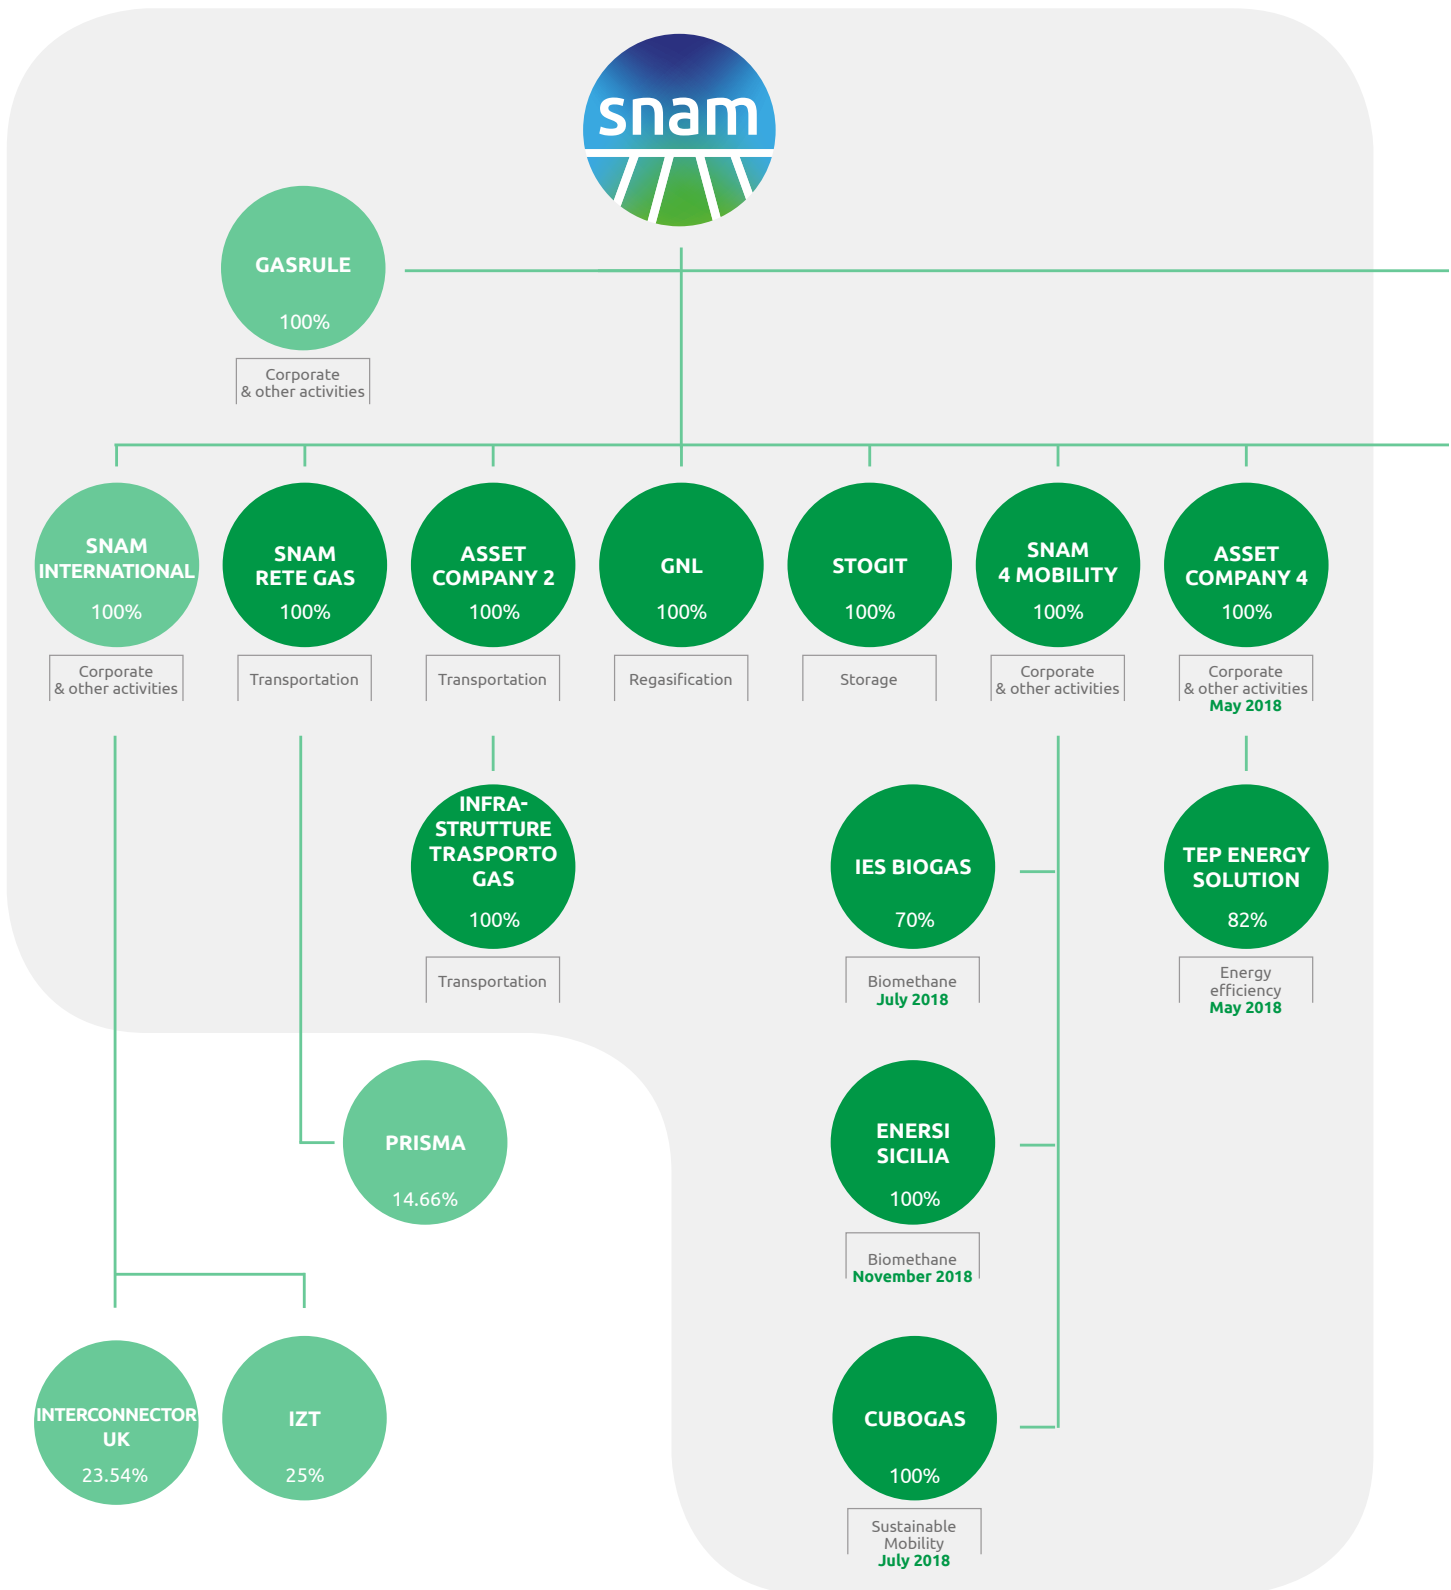 snam
GASRULE
100%
Corporate
& other activities
SNAM
INTERNATIONAL
100%
Corporate
& other activities
SNAM
RETE GAS
100%
Transportation
ASSET
COMPANY 2
100%
Transportation
GNL
100%
Regasification
STOGIT
100%
Storage
SNAM
4 MOBILITY
100%
Corporate
& other activities
ASSET
COMPANY 4
100%
Corporate
& other activities
May 2018
INFRA-
STRUTTURE
TRASPORTO
GAS
100%
Transportation
IES BIOGAS
70%
Biomethane
July 2018
TEP ENERGY
SOLUTION
82%
Energy
efficiency
May 2018
PRISMA
14.66%
ENERSI
SICILIA
100%
Biomethane
November 2018
INTERCONNECTOR
UK
23.54%
IZT
25%
CUBOGAS
100%
Sustainable
Mobility
July 2018